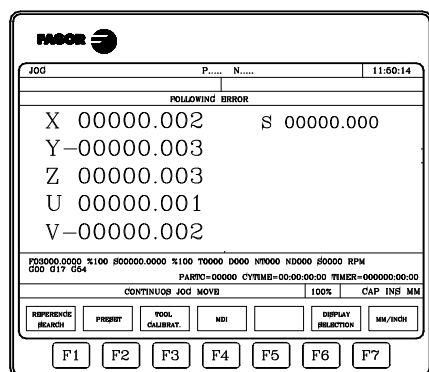 FAGOR
JOG P..... N..... 11:50:14
FOLLOWING ERROR
X 00000.002 S 00000.000
Y-00000.003
Z 00000.003
U 00000.001
V-00000.002
F03000.0000 %100 S00000.0000 %100 T0000 D000 NT000 ND000 S0000 RPM
G00 G17 G54
PARTC=00000 CYTIME=00:00:00:00 TIMER=000000:00:00
CONTINUOS JOG MOVE 100% CAP INS MM
REFERENCE SEARCH PRESET TOOL CALIBRAT. MDI DISPLAY SELECTION MM/INCH
F1 F2 F3 F4 F5 F6 F7